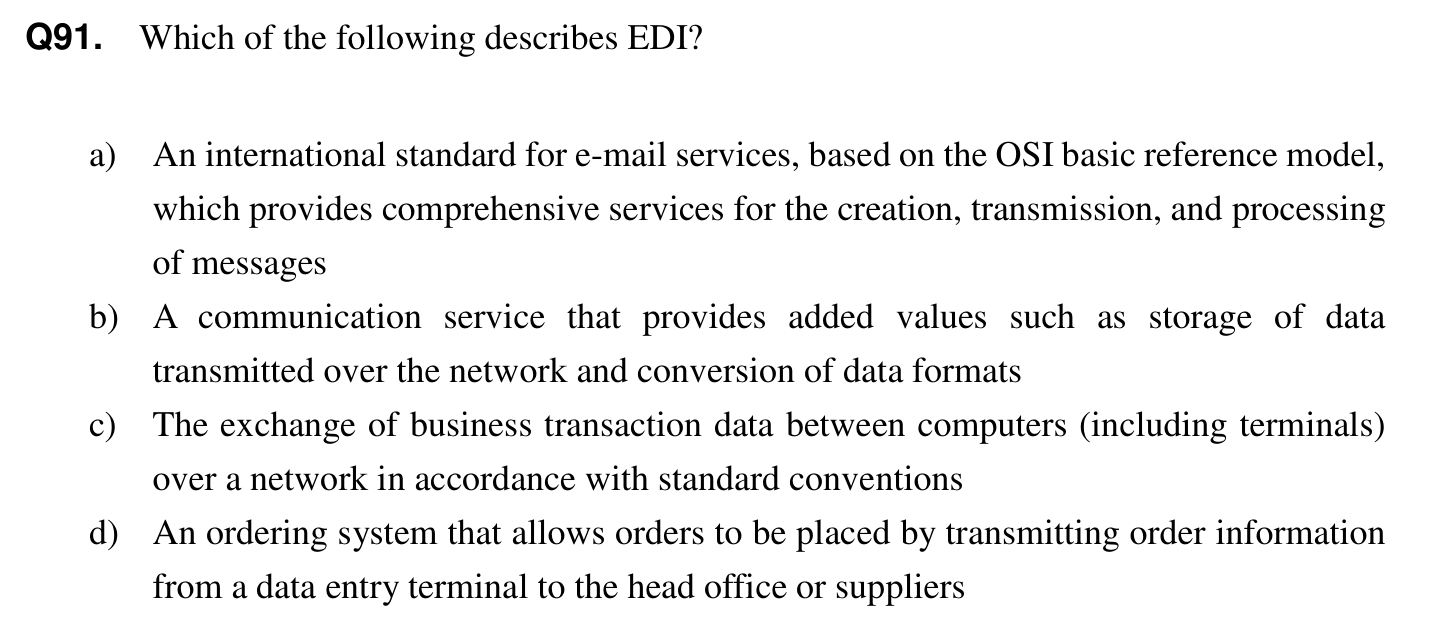 Q91. Which of the following describes EDI?
a) An international standard for e-mail services, based on the OSI basic reference model,
which provides comprehensive services for the creation, transmission, and processing
of messages
b) A communication service that provides added values such as storage of data
transmitted over the network and conversion of data formats
c) The exchange of business transaction data between computers (including terminals)
over a network in accordance with standard conventions
d) An ordering system that allows orders to be placed by transmitting order information
from a data entry terminal to the head office or suppliers